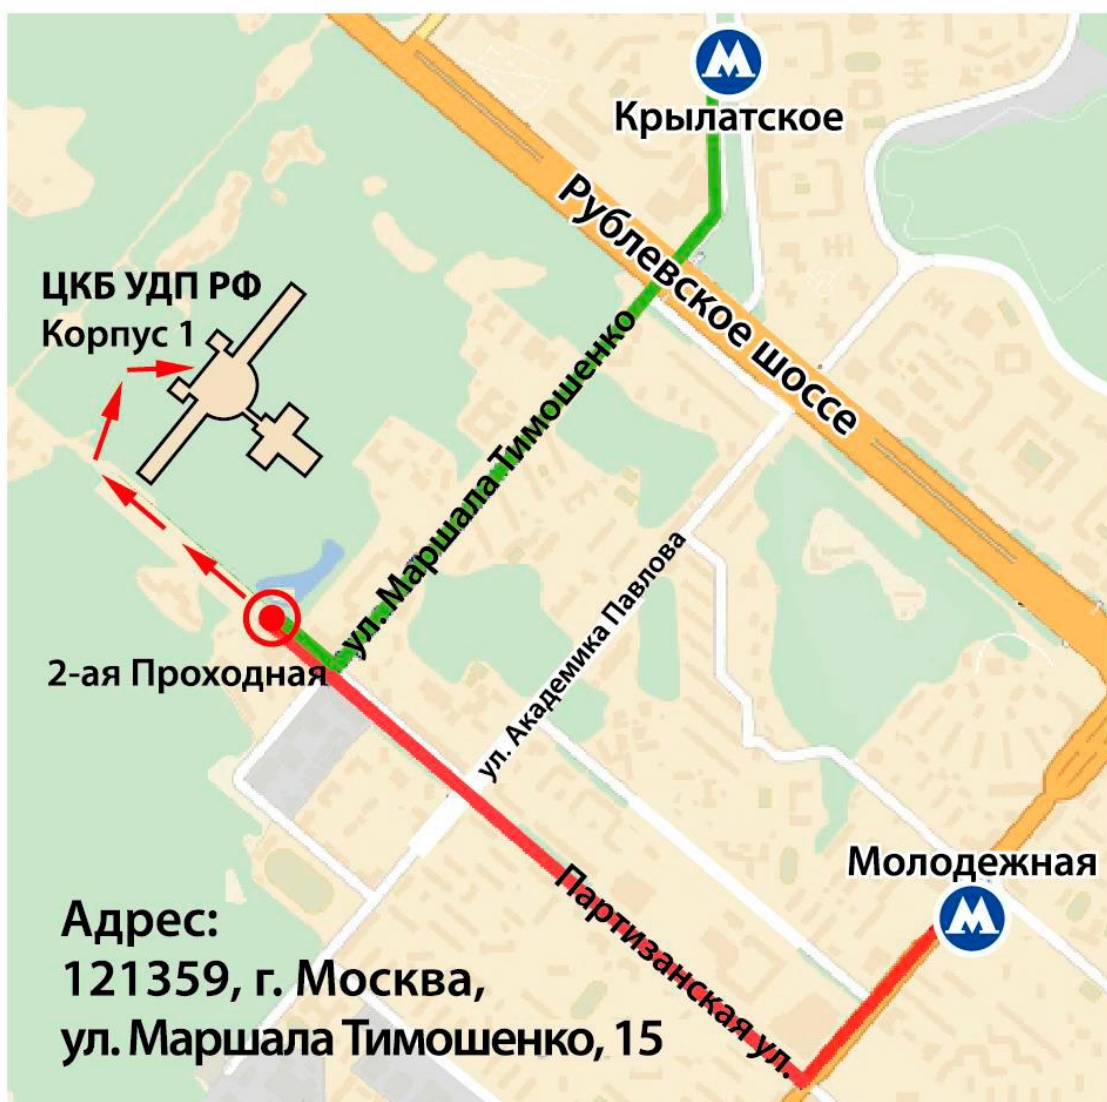 М
Крылатское
Рублевское шоссе
ЦКБ УДП РФ
Корпус 1
ул. Маршала Тимошенко
ул. Академика Павлова
2-ая Проходная
Молодежная
М
Партизанская ул.
Адрес:
121359, г. Москва,
ул. Маршала Тимошенко, 15